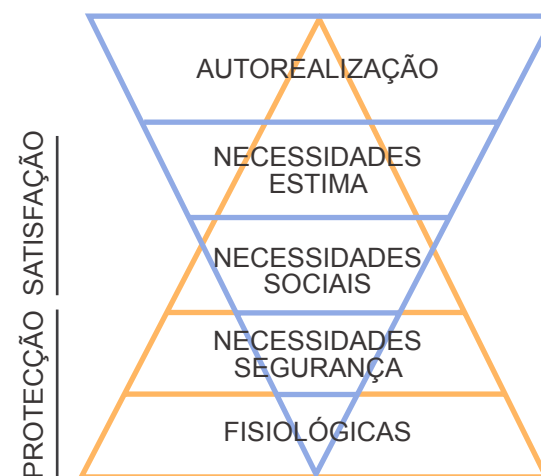 AUTOREALIZAÇÃO
NECESSIDADES
ESTIMA
NECESSIDADES
SOCIAIS
NECESSIDADES
SEGURANÇA
FISIOLÓGICAS
SATISFAÇÃO
PROTECÇÃO